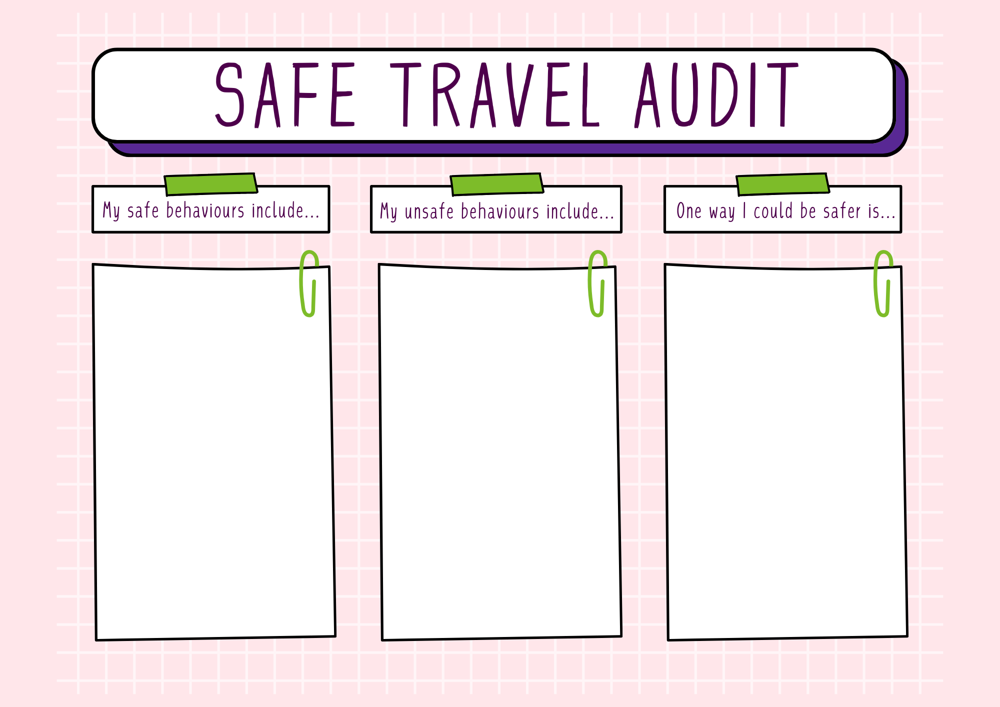 SAFE TRAVEL AUDIT
My safe behaviours include...
My unsafe behaviours include...
One way I could be safer is...